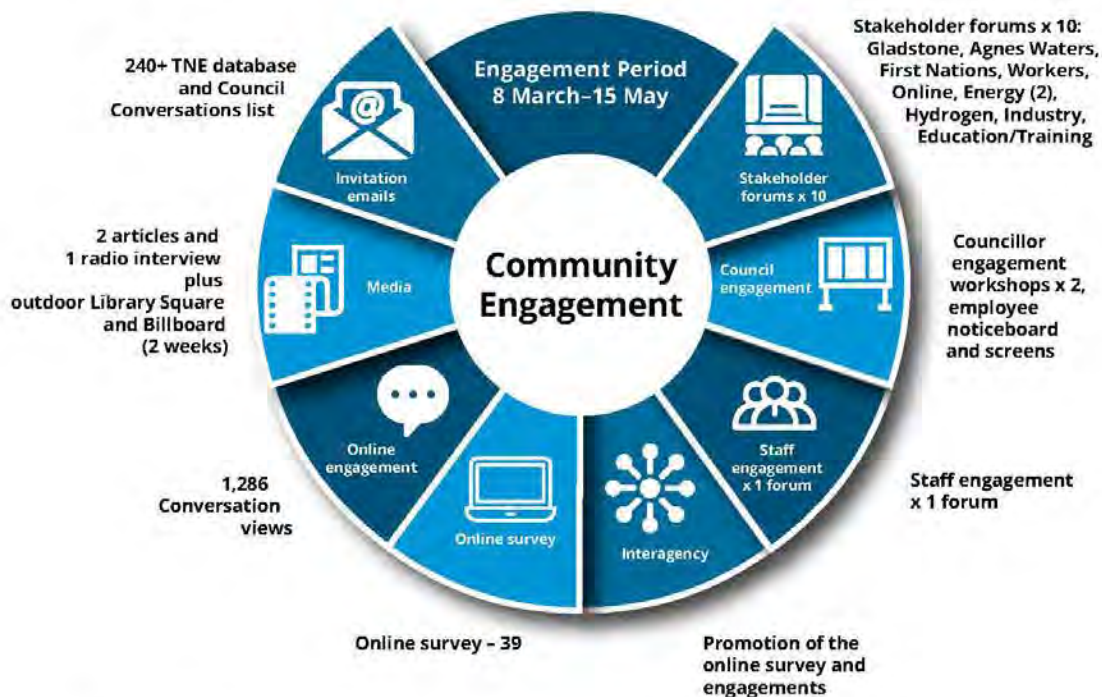 Engagement Period
8 March–15 May
Stakeholder forums x 10:
Gladstone, Agnes Waters,
First Nations, Workers,
Online, Energy (2),
Hydrogen, Industry,
Education/Training
Stakeholder
forums x 10
Council
engagement
Councillor
engagement
workshops x 2,
employee
noticeboard
and screens
Staff
engagement
x 1 forum
Staff engagement
x 1 forum
Interagency
Promotion of the
online survey and
engagements
Online survey
Online survey – 39
Online
engagement
1,286
Conversation
views
Media
2 articles and
1 radio interview
plus
outdoor Library Square
and Billboard
(2 weeks)
@
Invitation
emails
240+ TNE database
and Council
Conversations list
Community
Engagement